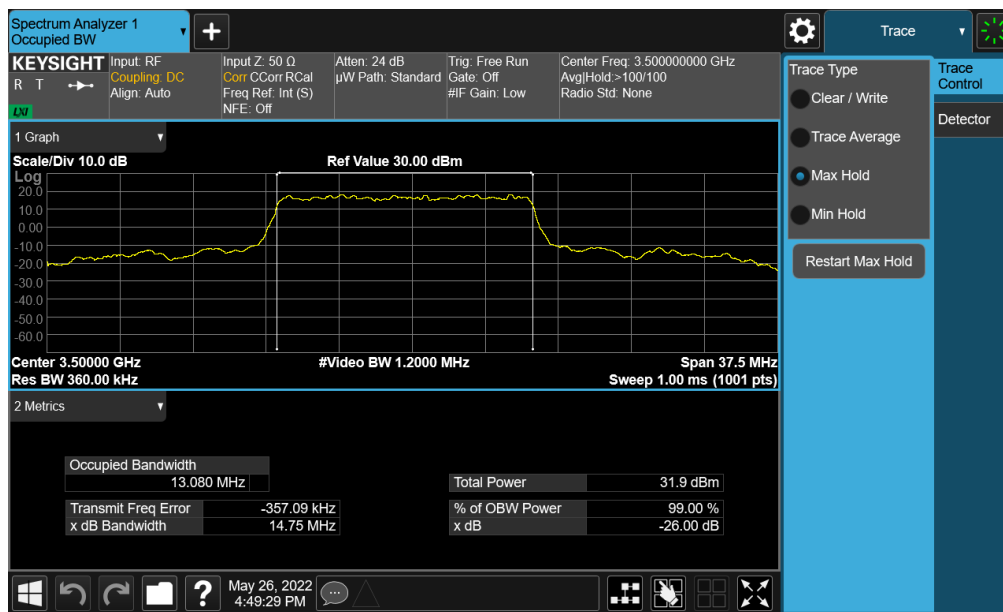 Spectrum Analyzer 1
Occupied BW
+
Trace
KEYSIGHT
R T
LXI
Input: RF
Coupling: DC
Align: Auto
Input Z: 50 Ω
Corr CCorr RCal
Freq Ref: Int (S)
NFE: Off
Atten: 24 dB
µW Path: Standard
Trig: Free Run
Gate: Off
#IF Gain: Low
Center Freq: 3.500000000 GHz
Avg|Hold:>100/100
Radio Std: None
Trace Type
Clear / Write
Trace Average
Max Hold
Min Hold
Restart Max Hold
Trace
Control
Detector
1 Graph
Scale/Div 10.0 dB
Ref Value 30.00 dBm
Log
20.0
10.0
0.00
-10.0
-20.0
-30.0
-40.0
-50.0
-60.0
Center 3.50000 GHz
#Video BW 1.2000 MHz
Span 37.5 MHz
Res BW 360.00 kHz
Sweep 1.00 ms (1001 pts)
2 Metrics
Occupied Bandwidth
13.080 MHz
Total Power 31.9 dBm
Transmit Freq Error -357.09 kHz
% of OBW Power 99.00 %
x dB Bandwidth 14.75 MHz
x dB -26.00 dB
?
May 26, 2022
4:49:29 PM